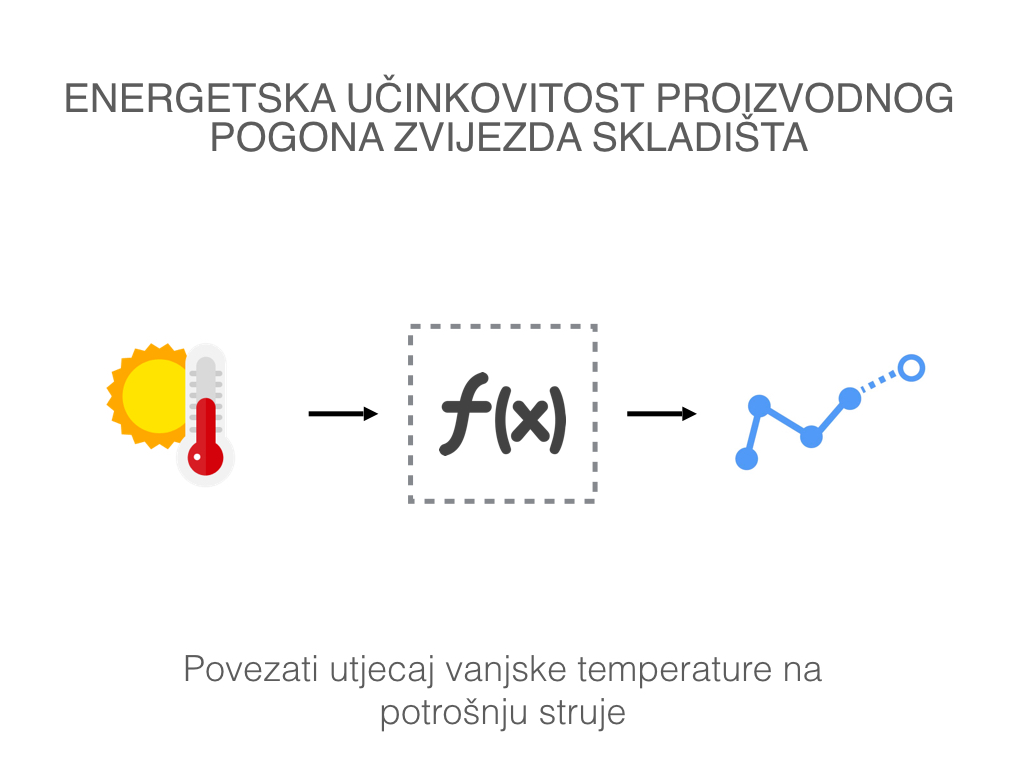 ENERGETSKA UČINKOVITOST PROIZVODNOG
POGONA ZVIJEZDA SKLADIŠTA
f(x)
Povezati utjecaj vanjske temperature na
potrošnju struje